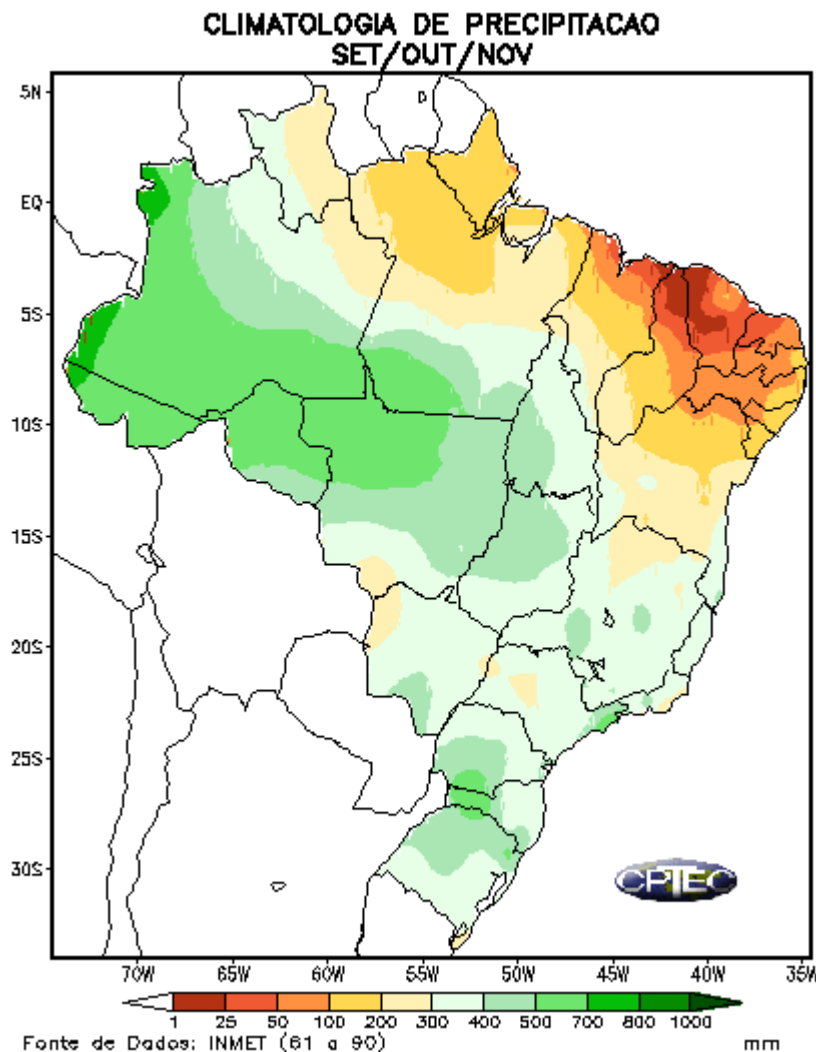 CLIMATOLOGIA DE PRECIPITACAO
SET/OUT/NOV
5N
EQ
5S
10S
15S
20S
25S
30S
70W 65W 60W 55W 50W 45W 40W 35W
CPTEC
1 25 50 100 200 300 400 500 700 800 1000
Fonte de Dados: INMET (61 a 90) mm